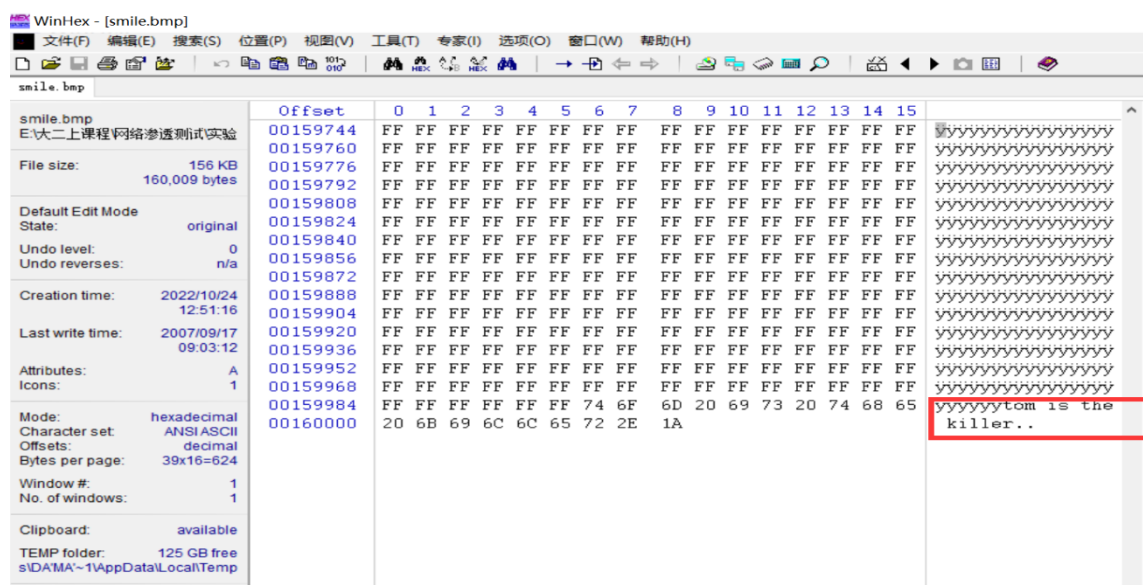 WinHex - [smile.bmp]
文件(F) 编辑(E) 搜索(S) 位置(P) 视图(V) 工具(T) 专家(I) 选项(O) 窗口(W) 帮助(H)
smile.bmp
smile.bmp
E:\大二上课程\网络渗透测试\实验
File size: 156 KB
160,009 bytes
Default Edit Mode
State: original
Undo level: 0
Undo reverses: n/a
Creation time: 2022/10/24
12:51:16
Last write time: 2007/09/17
09:03:12
Attributes: A
Icons: 1
Mode: hexadecimal
Character set: ANSI ASCII
Offsets: decimal
Bytes per page: 39x16=624
Window #: 1
No. of windows: 1
Clipboard: available
TEMP folder: 125 GB free
s\DA'MA'~1\AppData\Local\Temp
Offset 0 1 2 3 4 5 6 7 8 9 10 11 12 13 14 15
00159744 FF FF FF FF FF FF FF FF FF FF FF FF FF FF FF FF ÿÿÿÿÿÿÿÿÿÿÿÿÿÿÿÿ
00159760 FF FF FF FF FF FF FF FF FF FF FF FF FF FF FF FF ÿÿÿÿÿÿÿÿÿÿÿÿÿÿÿÿ
00159776 FF FF FF FF FF FF FF FF FF FF FF FF FF FF FF FF ÿÿÿÿÿÿÿÿÿÿÿÿÿÿÿÿ
00159792 FF FF FF FF FF FF FF FF FF FF FF FF FF FF FF FF ÿÿÿÿÿÿÿÿÿÿÿÿÿÿÿÿ
00159808 FF FF FF FF FF FF FF FF FF FF FF FF FF FF FF FF ÿÿÿÿÿÿÿÿÿÿÿÿÿÿÿÿ
00159824 FF FF FF FF FF FF FF FF FF FF FF FF FF FF FF FF ÿÿÿÿÿÿÿÿÿÿÿÿÿÿÿÿ
00159840 FF FF FF FF FF FF FF FF FF FF FF FF FF FF FF FF ÿÿÿÿÿÿÿÿÿÿÿÿÿÿÿÿ
00159856 FF FF FF FF FF FF FF FF FF FF FF FF FF FF FF FF ÿÿÿÿÿÿÿÿÿÿÿÿÿÿÿÿ
00159872 FF FF FF FF FF FF FF FF FF FF FF FF FF FF FF FF ÿÿÿÿÿÿÿÿÿÿÿÿÿÿÿÿ
00159888 FF FF FF FF FF FF FF FF FF FF FF FF FF FF FF FF ÿÿÿÿÿÿÿÿÿÿÿÿÿÿÿÿ
00159904 FF FF FF FF FF FF FF FF FF FF FF FF FF FF FF FF ÿÿÿÿÿÿÿÿÿÿÿÿÿÿÿÿ
00159920 FF FF FF FF FF FF FF FF FF FF FF FF FF FF FF FF ÿÿÿÿÿÿÿÿÿÿÿÿÿÿÿÿ
00159936 FF FF FF FF FF FF FF FF FF FF FF FF FF FF FF FF ÿÿÿÿÿÿÿÿÿÿÿÿÿÿÿÿ
00159952 FF FF FF FF FF FF FF FF FF FF FF FF FF FF FF FF ÿÿÿÿÿÿÿÿÿÿÿÿÿÿÿÿ
00159968 FF FF FF FF FF FF FF FF FF FF FF FF FF FF FF FF ÿÿÿÿÿÿÿÿÿÿÿÿÿÿÿÿ
00159984 FF FF FF FF FF FF 74 6F 6D 20 69 73 20 74 68 65 ÿÿÿÿÿÿtom is the
00160000 20 6B 69 6C 6C 65 72 2E 1A killer..